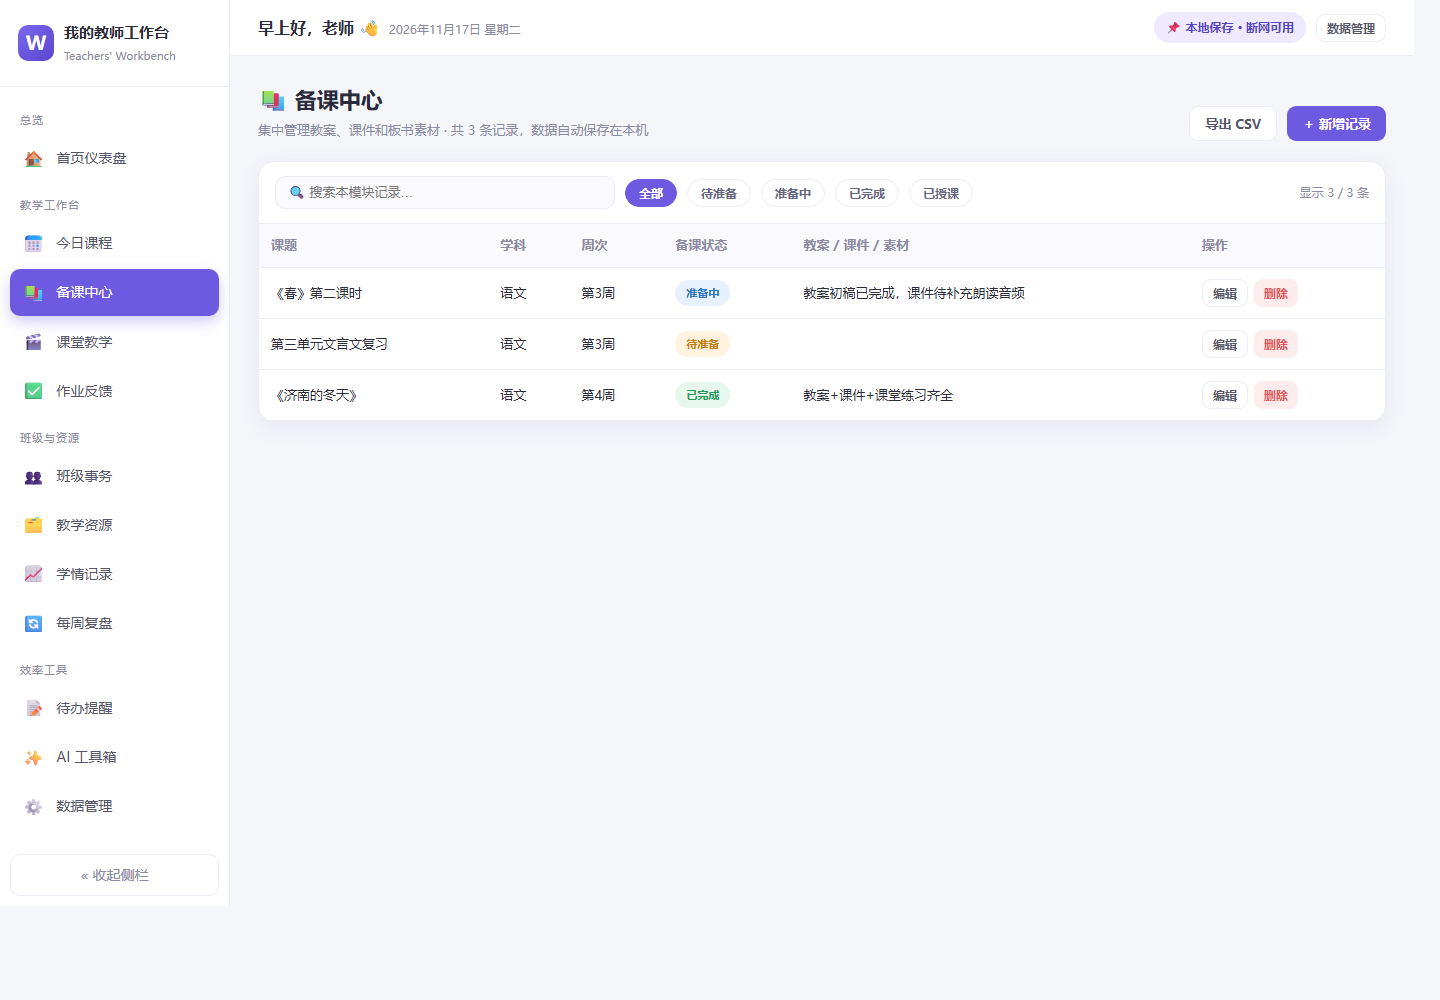 W
我的教师工作台
Teachers' Workbench
总览
首页仪表盘
教学工作台
今日课程
备课中心
课堂教学
作业反馈
班级与资源
班级事务
教学资源
学情记录
每周复盘
效率工具
待办提醒
AI 工具箱
数据管理
« 收起侧栏
早上好，老师 2026年11月17日 星期二
本地保存 • 断网可用 数据管理
备课中心
集中管理教案、课件和板书素材 · 共 3 条记录，数据自动保存在本机
导出 CSV ＋ 新增记录
搜索本模块记录... 全部 待准备 准备中 已完成 已授课 显示 3 / 3 条
课题 学科 周次 备课状态 教案 / 课件 / 素材 操作
《春》第二课时 语文 第3周 准备中 教案初稿已完成，课件待补充朗读音频 编辑 删除
第三单元文言文复习 语文 第3周 待准备 编辑 删除
《济南的冬天》 语文 第4周 已完成 教案+课件+课堂练习齐全 编辑 删除